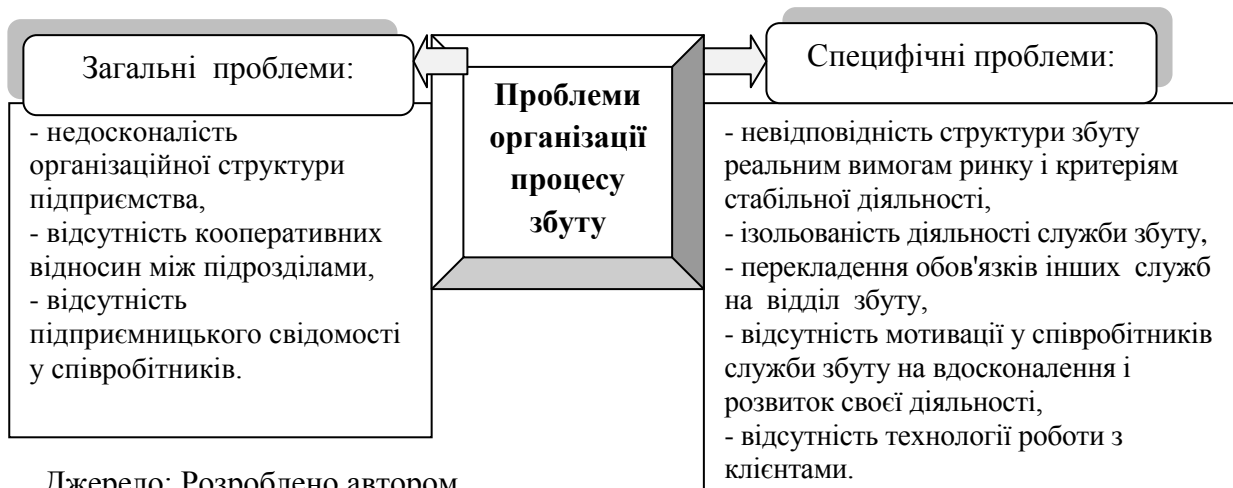 Загальні проблеми:
- недосконалість
організаційної структури
підприємства,
- відсутність кооперативних
відносин між підрозділами,
- відсутність
підприємницького свідомості
у співробітників.
Проблеми
організації
процесу
збуту
Специфічні проблеми:
- невідповідність структури збуту
реальним вимогам ринку і критеріям
стабільної діяльності,
- ізольованість діяльності служби збуту,
- перекладення обов'язків інших служб
на відділ збуту,
- відсутність мотивації у співробітників
служби збуту на вдосконалення і
розвиток своєї діяльності,
- відсутність технології роботи з
клієнтами.
Джерело: Розроблено автором